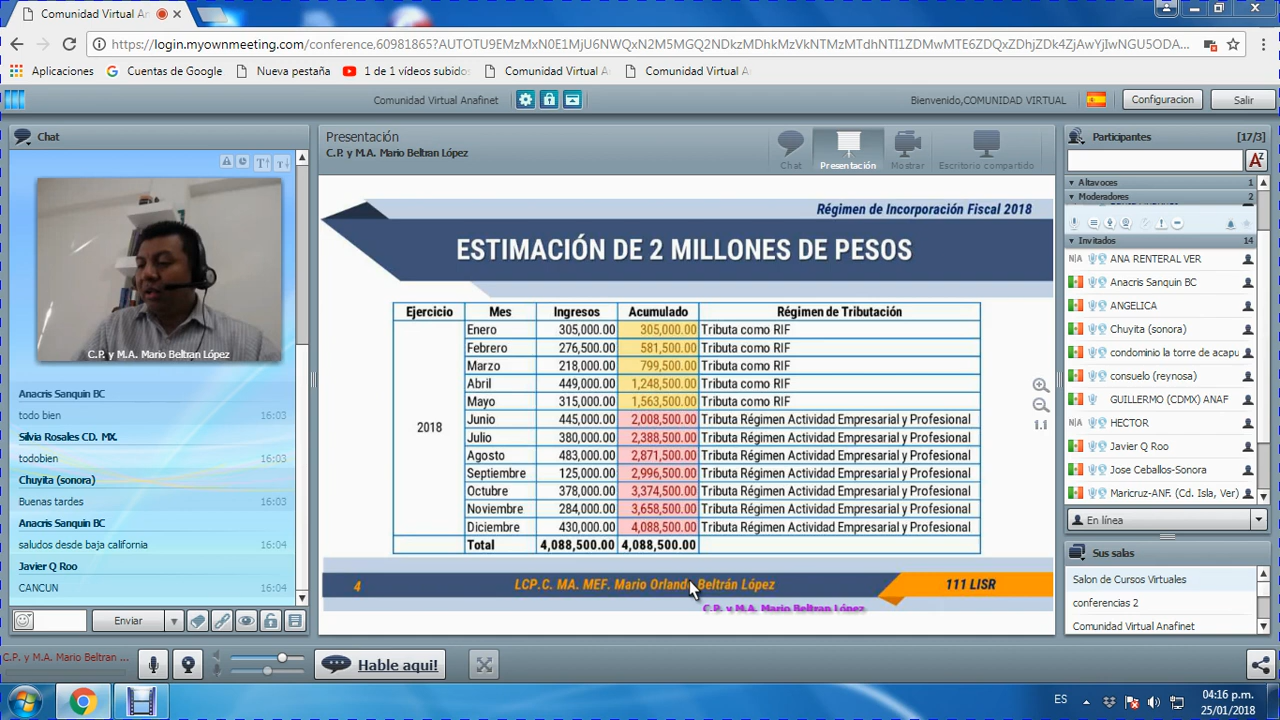 Comunidad Virtual An
https://login.myownmeeting.com/conference,60981865?AUTOTU9EMzMxN0E1MjU6NWQxN2M5MGQ2NDkzMDhkMzVkNTMzMTdhNTI1ZDMwMTE6ZDQxZDhjZDk4ZjAwYjIwNGU5ODA...
Aplicaciones
Cuentas de Google
Nueva pestaña
1 de 1 vídeos subidos
Comunidad Virtual A
Comunidad Virtual A
Comunidad Virtual Anafinet
Bienvenido,COMUNIDAD VIRTUAL
Configuracion
Salir
Chat
C.P. y M.A. Mario Beltran López
Anacris Sanquin BC
todo bien 16:03
Silvia Rosales CD. MX.
todobien 16:03
Chuyita (sonora)
Buenas tardes 16:03
Anacris Sanquin BC
saludos desde baja california 16:04
Javier Q Roo
CANCUN 16:04
Enviar
Presentación
C.P. y M.A. Mario Beltran López
Chat
Presentación
Mostrar
Escritorio compartido
Régimen de Incorporación Fiscal 2018
ESTIMACIÓN DE 2 MILLONES DE PESOS
Ejercicio Mes Ingresos Acumulado Régimen de Tributación
Enero 305,000.00 305,000.00 Tributa como RIF
Febrero 276,500.00 581,500.00 Tributa como RIF
Marzo 218,000.00 799,500.00 Tributa como RIF
Abril 449,000.00 1,248,500.00 Tributa como RIF
Mayo 315,000.00 1,563,500.00 Tributa como RIF
Junio 445,000.00 2,008,500.00 Tributa Régimen Actividad Empresarial y Profesional
2018 Julio 380,000.00 2,388,500.00 Tributa Régimen Actividad Empresarial y Profesional
Agosto 483,000.00 2,871,500.00 Tributa Régimen Actividad Empresarial y Profesional
Septiembre 125,000.00 2,996,500.00 Tributa Régimen Actividad Empresarial y Profesional
Octubre 378,000.00 3,374,500.00 Tributa Régimen Actividad Empresarial y Profesional
Noviembre 284,000.00 3,658,500.00 Tributa Régimen Actividad Empresarial y Profesional
Diciembre 430,000.00 4,088,500.00 Tributa Régimen Actividad Empresarial y Profesional
Total 4,088,500.00 4,088,500.00
4 LCP.C. MA. MEF. Mario Orlando Beltrán López 111 LISR
C.P. y M.A. Mario Beltran López
1.1
Participantes [17/3]
Altavoces 1
Moderadores 2
Invitados 14
N/A ANA RENTERAL VER
Anacris Sanquin BC
ANGELICA
Chuyita (sonora)
condominio la torre de acapu
consuelo (reynosa)
GUILLERMO (CDMX) ANAF
N/A HECTOR
Javier Q Roo
Jose Ceballos-Sonora
Maricruz-ANF. (Cd. Isla, Ver)
En línea
Sus salas
Salon de Cursos Virtuales
conferencias 2
Comunidad Virtual Anafinet
C.P. y M.A. Mario Beltran ...
Hable aqui!
ES
04:16 p.m.
25/01/2018